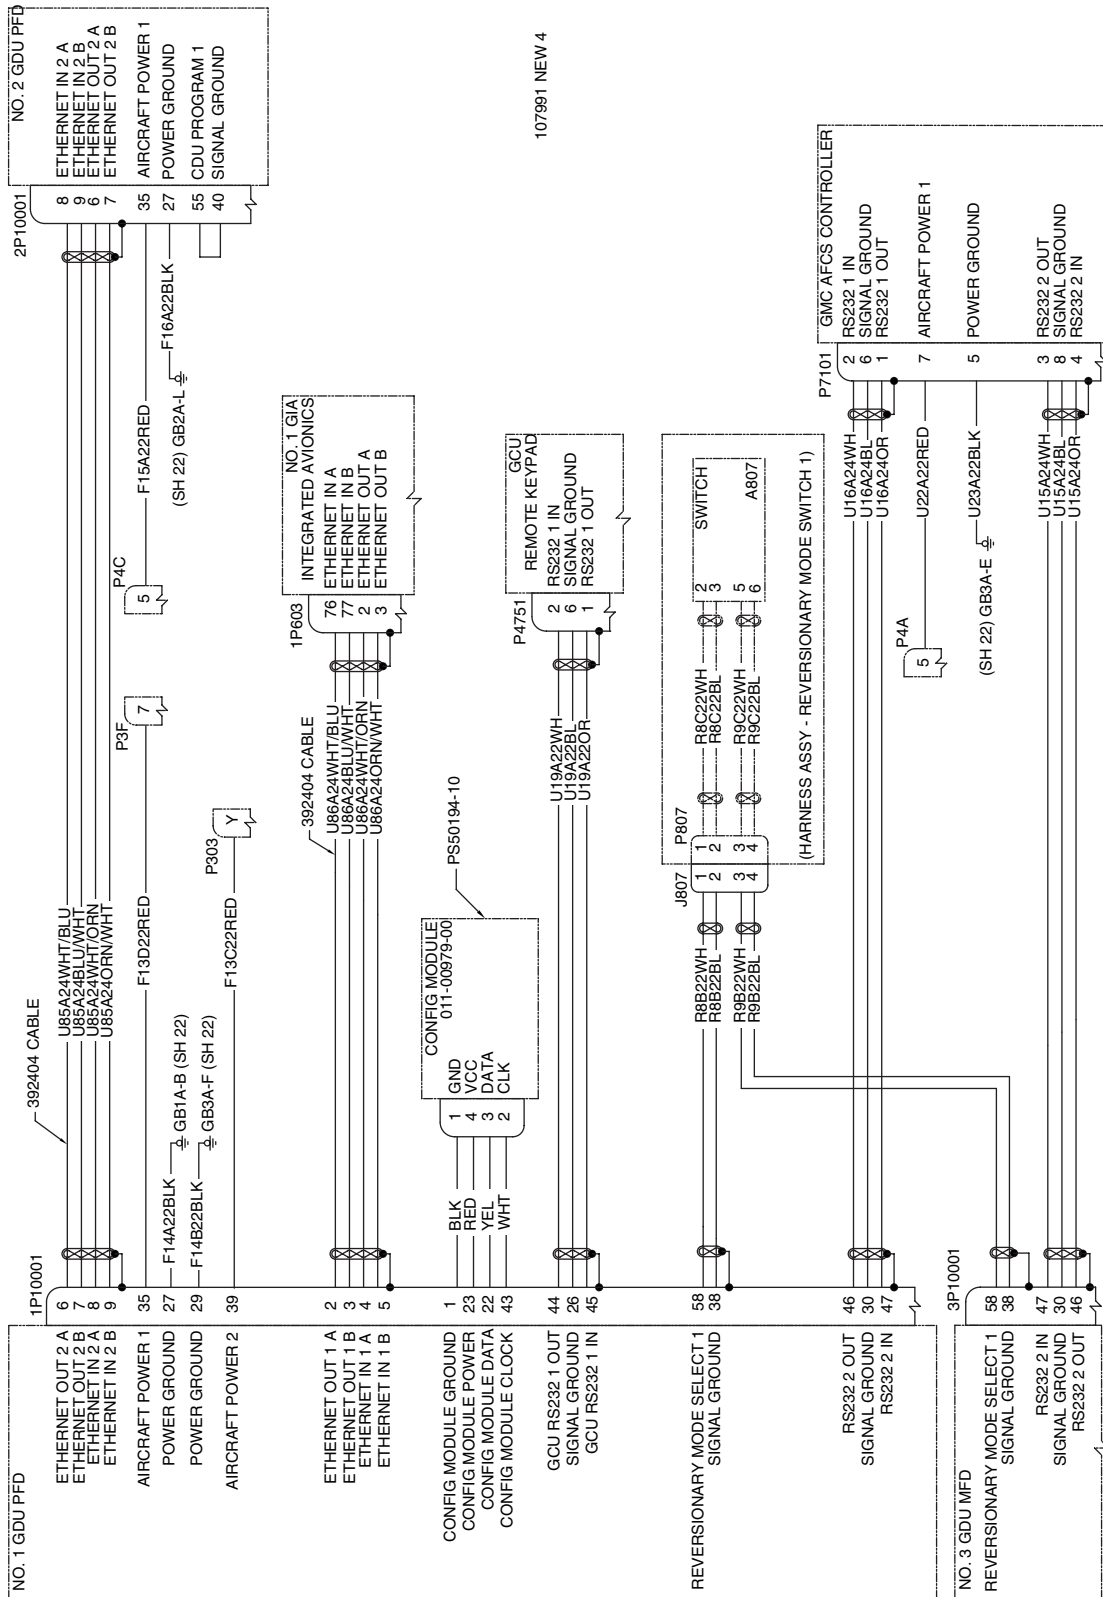 NO. 1 GDU PFD
1P10001
ETHERNET OUT 2 A 6
ETHERNET OUT 2 B 7
ETHERNET IN 2 A 8
ETHERNET IN 2 B 9
AIRCRAFT POWER 1 35
POWER GROUND 27
POWER GROUND 29
AIRCRAFT POWER 2 39
ETHERNET OUT 1 A 2
ETHERNET OUT 1 B 3
ETHERNET IN 1 A 4
ETHERNET IN 1 B 5
CONFIG MODULE GROUND 1
CONFIG MODULE POWER 23
CONFIG MODULE DATA 22
CONFIG MODULE CLOCK 43
GCU RS232 1 OUT 44
SIGNAL GROUND 26
GCU RS232 1 IN 45
REVERSIONARY MODE SELECT 1 58
SIGNAL GROUND 38
RS232 2 OUT 46
SIGNAL GROUND 30
RS232 2 IN 47
NO. 3 GDU MFD
3P10001
REVERSIONARY MODE SELECT 1 58
SIGNAL GROUND 38
RS232 2 IN 47
SIGNAL GROUND 30
RS232 2 OUT 46
392404 CABLE
U85A24WHT/BLU
U85A24BLU/WHT
U85A24WHT/ORN
U85A24ORN/WHT
F14A22BLK GB1A-B (SH 22)
F14B22BLK GB3A-F (SH 22)
F13D22RED
P3F
7
F13C22RED
P303
Y
392404 CABLE
U86A24WHT/BLU
U86A24BLU/WHT
U86A24WHT/ORN
U86A24ORN/WHT
BLK
RED
YEL
WHT
1 GND
4 VCC
3 DATA
2 CLK
CONFIG MODULE
011-00979-00
PS50194-10
U19A22WH
U19A22BL
U19A22OR
R8B22WH
R8B22BL
R9B22WH
R9B22BL
J807
1
2
3
4
P807
1
2
3
4
R8C22WH
R8C22BL
R9C22WH
R9C22BL
2
3
5
6
SWITCH
A807
(HARNESS ASSY - REVERSIONARY MODE SWITCH 1)
NO. 2 GDU PFD
2P10001
8 ETHERNET IN 2 A
9 ETHERNET IN 2 B
6 ETHERNET OUT 2 A
7 ETHERNET OUT 2 B
35 AIRCRAFT POWER 1
27 POWER GROUND
55 CDU PROGRAM 1
40 SIGNAL GROUND
P4C
5
F15A22RED
F16A22BLK
(SH 22) GB2A-L
NO. 1 GIA
INTEGRATED AVIONICS
1P603
76 ETHERNET IN A
77 ETHERNET IN B
2 ETHERNET OUT A
3 ETHERNET OUT B
GCU
REMOTE KEYPAD
P4751
2 RS232 1 IN
6 SIGNAL GROUND
1 RS232 1 OUT
GMC AFCS CONTROLLER
P7101
2 RS232 1 IN
6 SIGNAL GROUND
1 RS232 1 OUT
7 AIRCRAFT POWER 1
5 POWER GROUND
3 RS232 2 OUT
8 SIGNAL GROUND
4 RS232 2 IN
U16A24WH
U16A24BL
U16A24OR
P4A
5
U22A22RED
U23A22BLK
(SH 22) GB3A-E
U15A24WH
U15A24BL
U15A24OR
107991 NEW 4